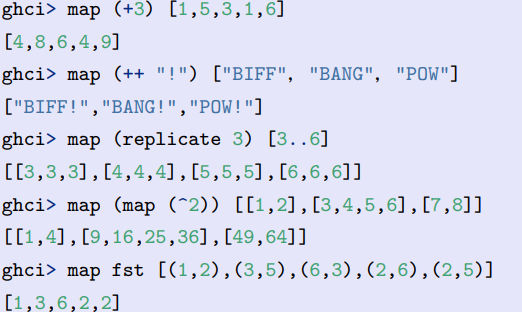 ghci> map (+3) [1,5,3,1,6]
[4,8,6,4,9]
ghci> map (++ "!") ["BIFF", "BANG", "POW"]
["BIFF!","BANG!","POW!"]
ghci> map (replicate 3) [3..6]
[[3,3,3],[4,4,4],[5,5,5],[6,6,6]]
ghci> map (map (^2)) [[1,2],[3,4,5,6],[7,8]]
[[1,4],[9,16,25,36],[49,64]]
ghci> map fst [(1,2),(3,5),(6,3),(2,6),(2,5)]
[1,3,6,2,2]